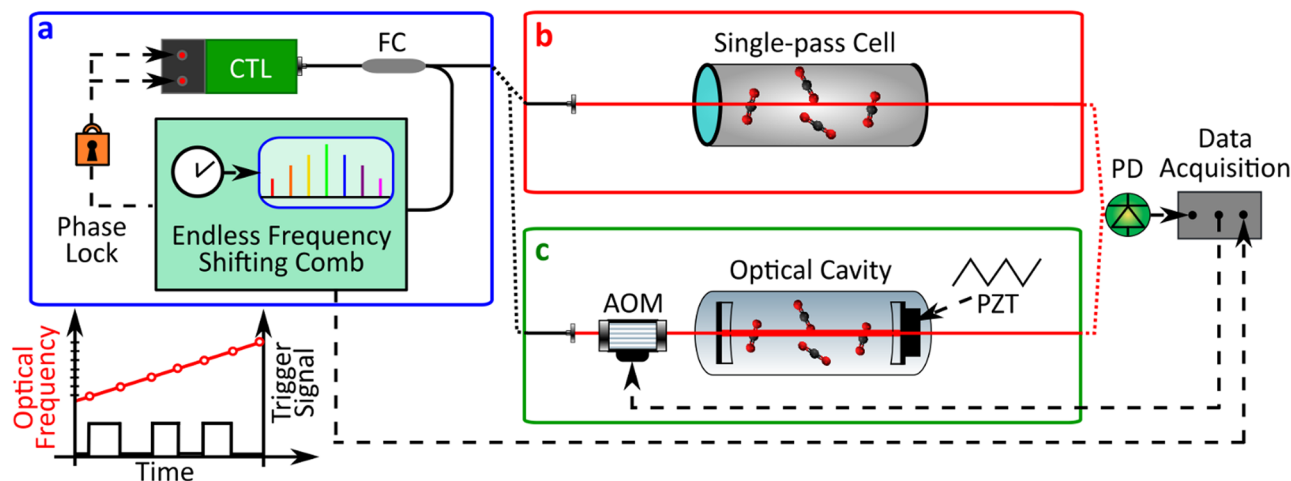 a
CTL
FC
Phase
Lock
Endless Frequency
Shifting Comb
b
Single-pass Cell
c
Optical Cavity
AOM
PZT
PD
Data
Acquisition
Optical
Frequency
Trigger
Signal
Time